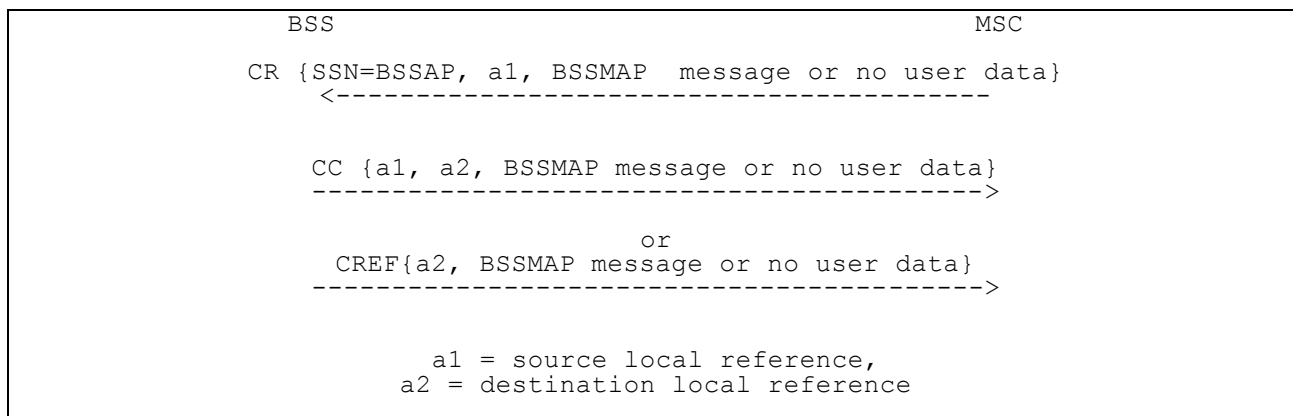 BSS MSC
CR {SSN=BSSAP, a1, BSSMAP  message or no user data}
<-----------------------------------------
CC {a1, a2, BSSMAP message or no user data}
------------------------------------------>
or
CREF{a2, BSSMAP message or no user data}
------------------------------------------>
a1 = source local reference,
a2 = destination local reference